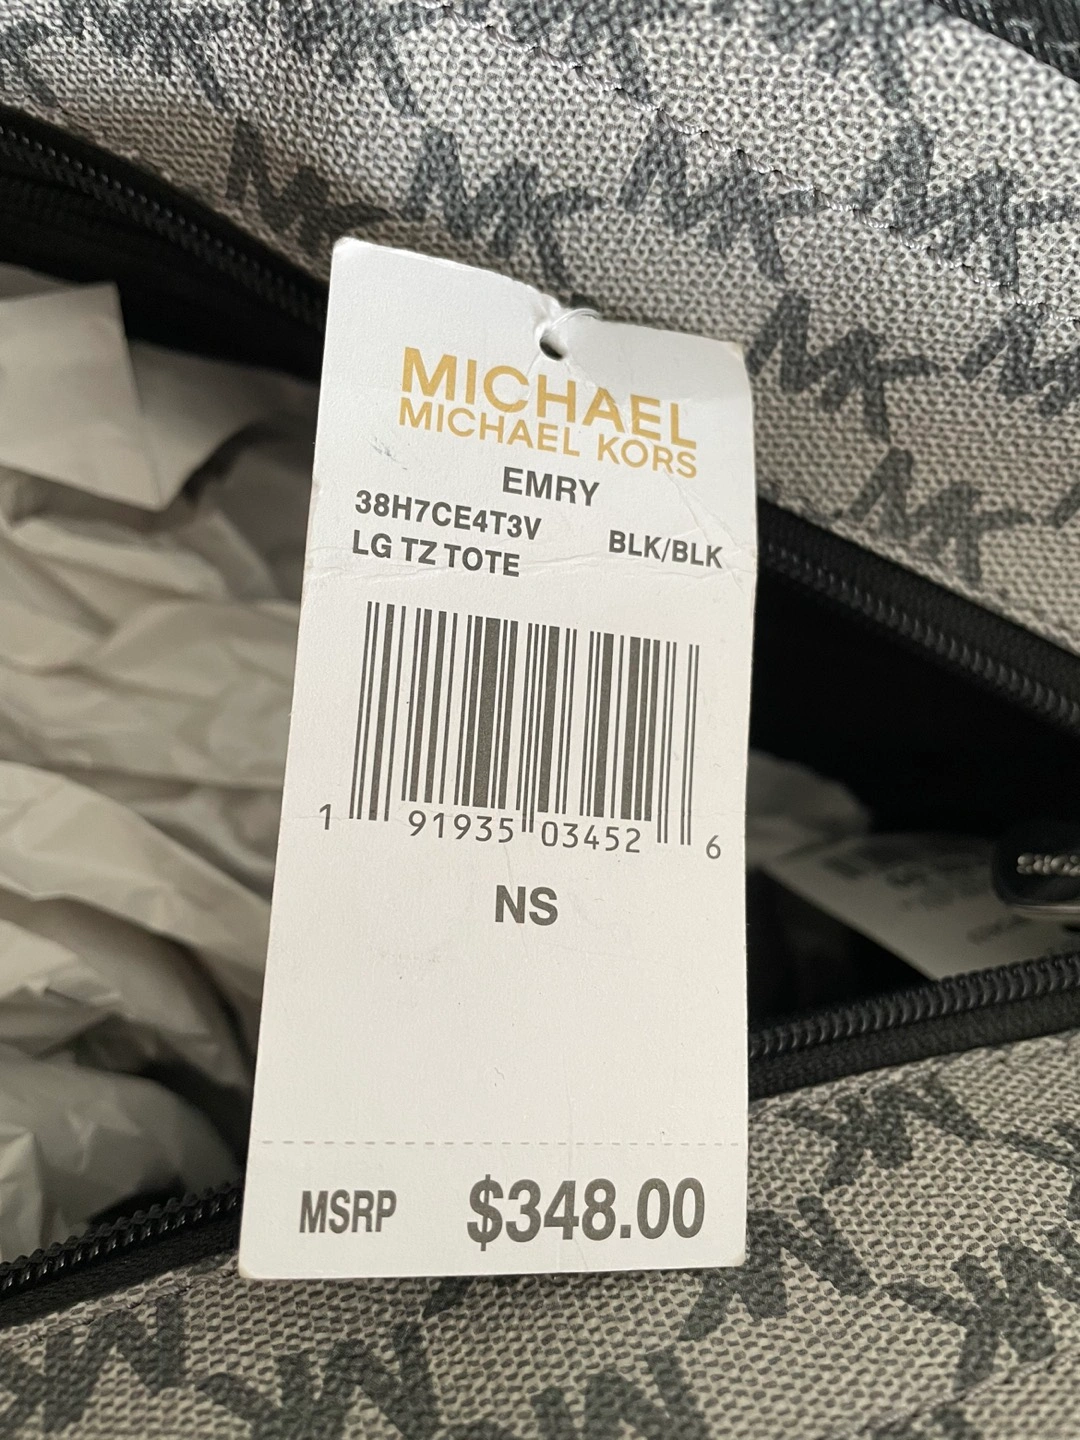 MICHAEL
MICHAEL KORS
EMRY
38H7CE4T3V
BLK/BLK
LG TZ TOTE
1 91935 03452 6
NS
MSRP $348.00